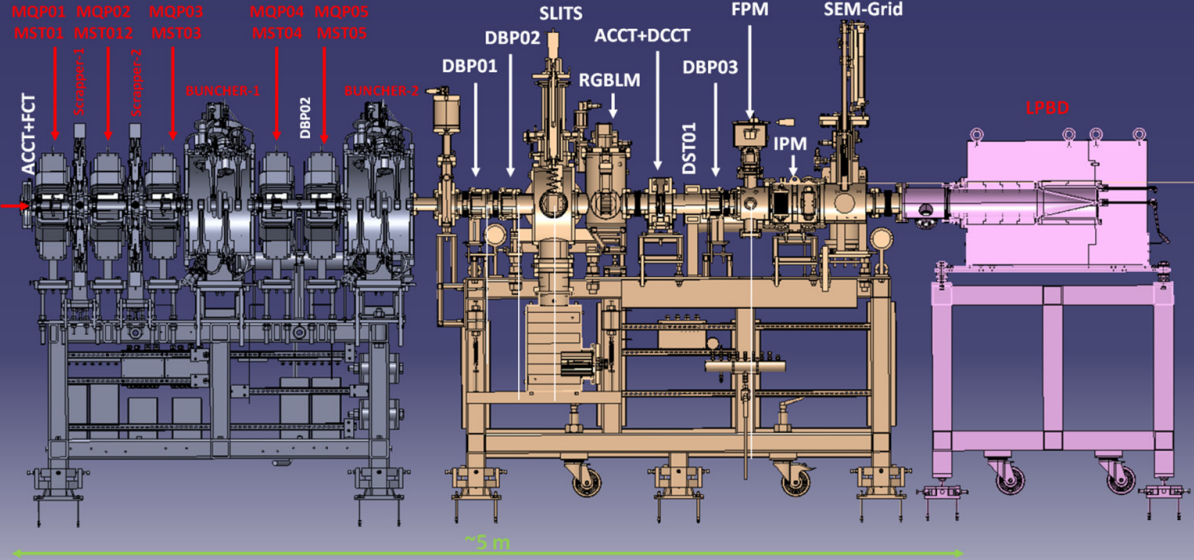 MQP01
MST01
MQP02
MST012
MQP03
MST03
MQP04
MST04
MQP05
MST05
ACCT+FCT
Scrapper-1
Scrapper-2
BUNCHER-1
DBP02
BUNCHER-2
DBP01
DBP02
SLITS
RGBLM
ACCT+DCCT
DST01
DBP03
FPM
IPM
SEM-Grid
LPBD
~5 m